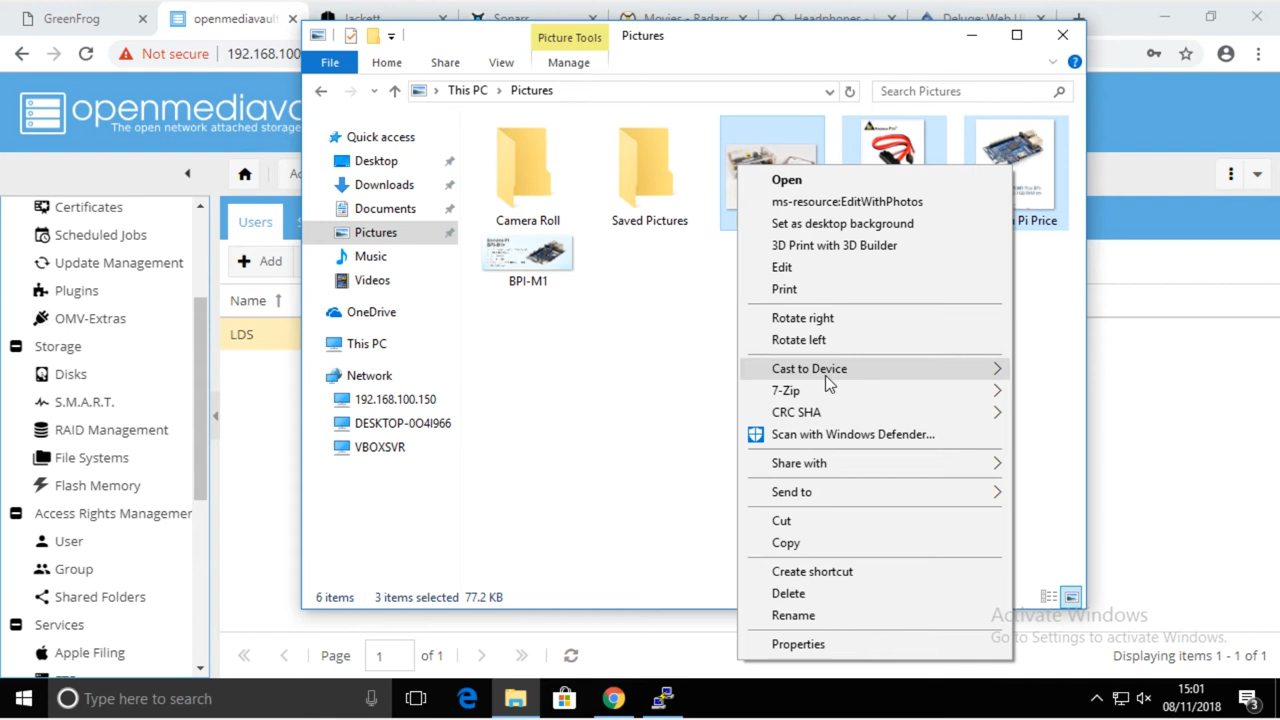 GreenFrog
openmediavault
Jackett
Sonarr
Movies - Radarr
Headphones -
Deluge: Web U
Not secure
192.168.100
Picture Tools
Pictures
File
Home
Share
View
Manage
This PC > Pictures
Search Pictures
openmediava
The open network attached storage
Quick access
Desktop
Downloads
Documents
Pictures
Music
Videos
OneDrive
This PC
Network
192.168.100.150
DESKTOP-0O4I966
VBOXSVR
Camera Roll
Saved Pictures
Pi Price
BPI-M1
Certificates
Scheduled Jobs
Update Management
Plugins
OMV-Extras
Storage
Disks
S.M.A.R.T.
RAID Management
File Systems
Flash Memory
Access Rights Managemer
User
Group
Shared Folders
Services
Apple Filing
Users
Add
Name
LDS
Open
ms-resource:EditWithPhotos
Set as desktop background
3D Print with 3D Builder
Edit
Print
Rotate right
Rotate left
Cast to Device
7-Zip
CRC SHA
Scan with Windows Defender...
Share with
Send to
Cut
Copy
Create shortcut
Delete
Rename
Properties
6 items
3 items selected 77.2 KB
Activate Windows
Go to Settings to activate Windows.
Page 1 of 1
Displaying items 1 - 1 of 1
Type here to search
15:01
08/11/2018
3